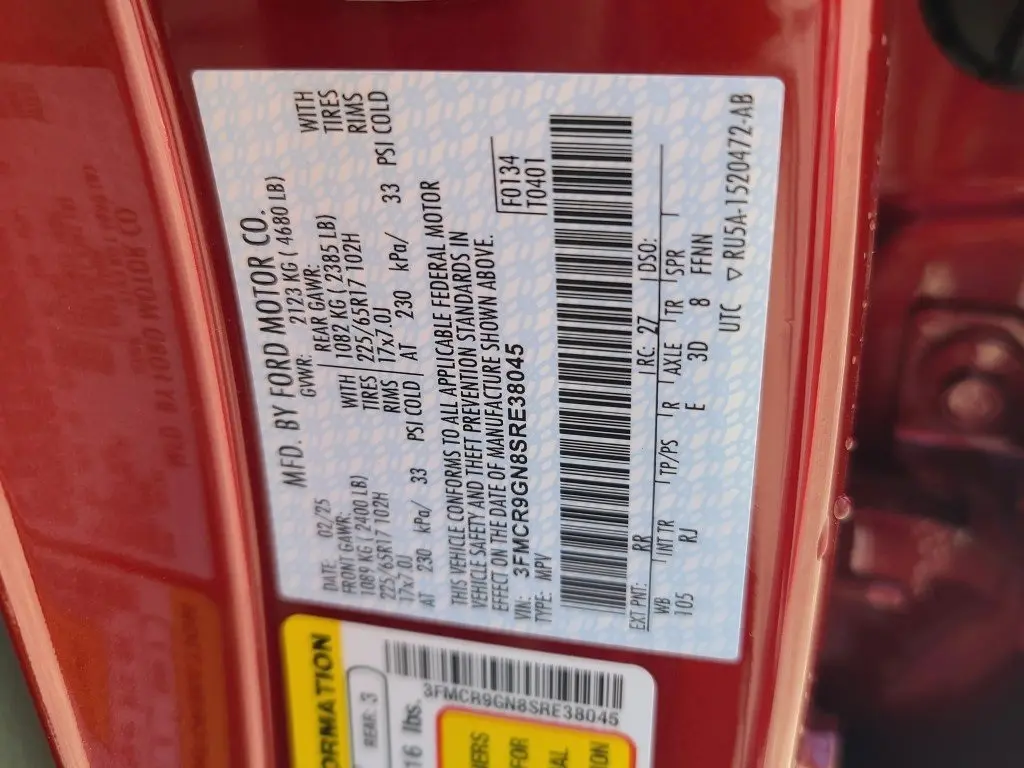 MFD. BY FORD MOTOR CO.
DATE: 02/25 GVWR: 2123 KG ( 4680 LB)
FRONT GAWR: REAR GAWR:
1089 KG ( 2400 LB) WITH 1082 KG ( 2385 LB) WITH
225/65R17 102H TIRES 225/65R17 102H TIRES
17x7.0J RIMS 17x7.0J RIMS
AT 230 kPa/ 33 PSI COLD AT 230 kPa/ 33 PSI COLD
THIS VEHICLE CONFORMS TO ALL APPLICABLE FEDERAL MOTOR
VEHICLE SAFETY AND THEFT PREVENTION STANDARDS IN
EFFECT ON THE DATE OF MANUFACTURE SHOWN ABOVE.
VIN: 3FMCR9GN8SRE38045
TYPE: MPV
F0134
T0401
EXT PNT: RR RC: 27 DSO:
WB INT TR TP/PS R AXLE TR SPR
105 RJ E 3D 8 FFNN
UTC ▽ RU5A-1520472-AB
ORMATION
REAR: 3
16 lbs.
3FMCR9GN8SRE38045
NERS
FOR
AL
ION